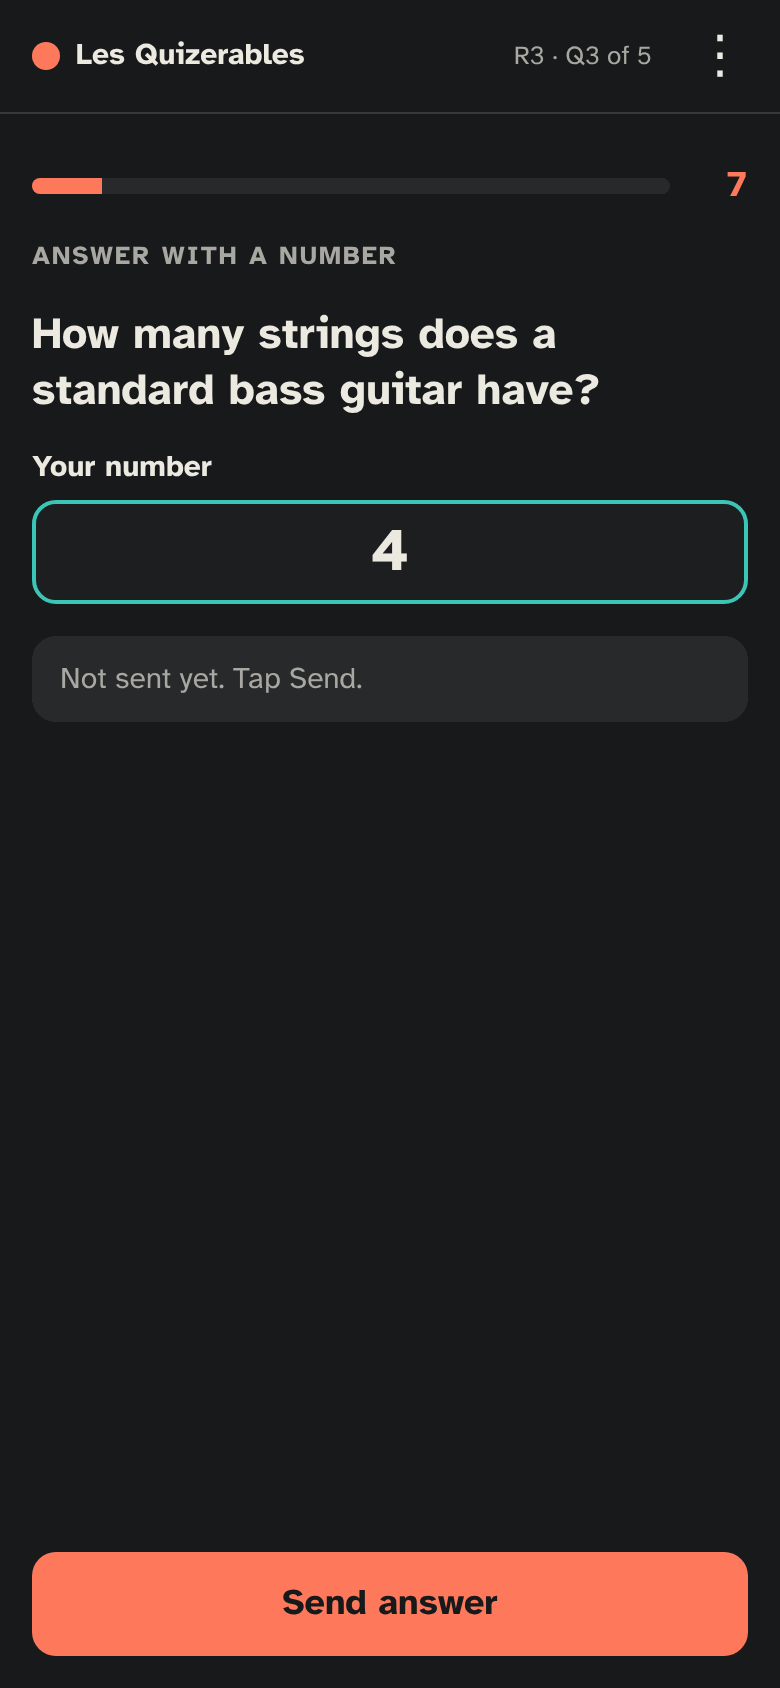 Les Quizerables
R3 · Q3 of 5
7
ANSWER WITH A NUMBER
How many strings does a
standard bass guitar have?
Your number
4
Not sent yet. Tap Send.
Send answer